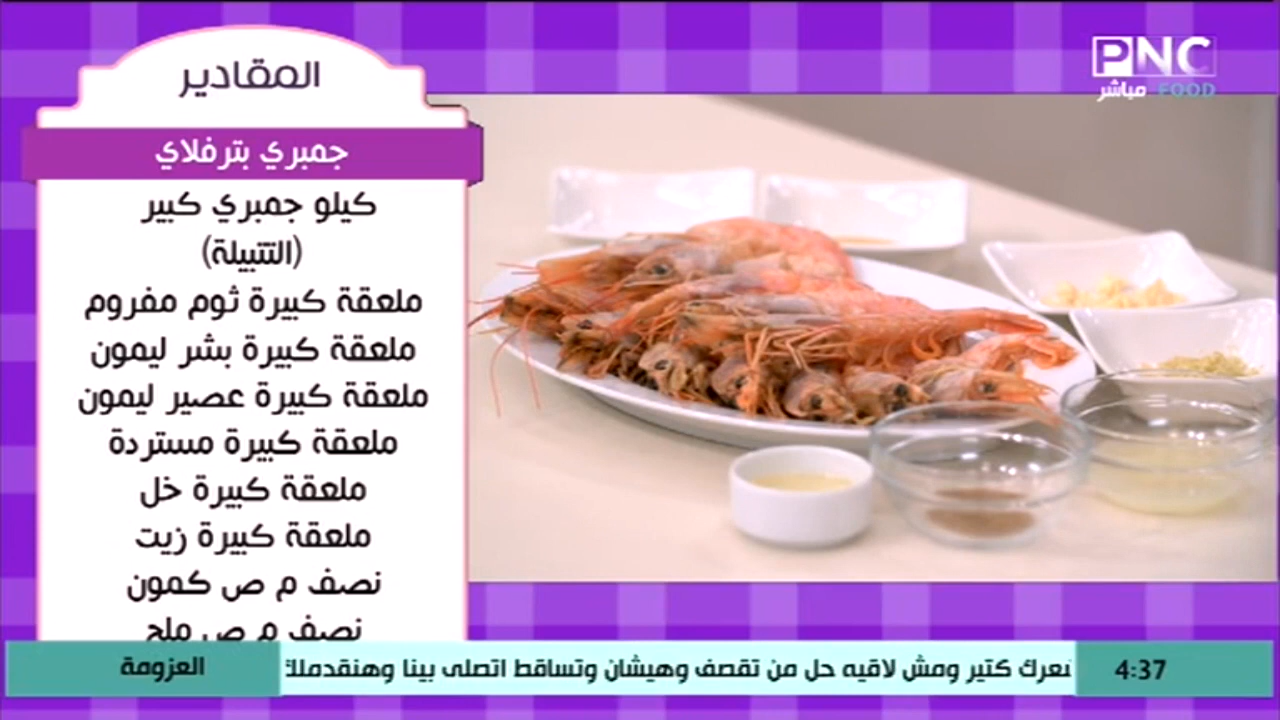 المقادير
جمبري بترفلاي
كيلو جمبري كبير
(التتبيلة)
ملعقة كبيرة ثوم مفروم
ملعقة كبيرة بشر ليمون
ملعقة كبيرة عصير ليمون
ملعقة كبيرة مستردة
ملعقة كبيرة خل
ملعقة كبيرة زيت
نصف م ص كمون
نصف م ص ملح
PNC
FOOD مباشر
العزومة
كتير ومش لاقيه حل من تقصف وهيشان وتساقط اتصلى بينا وهنقدملك
4:37